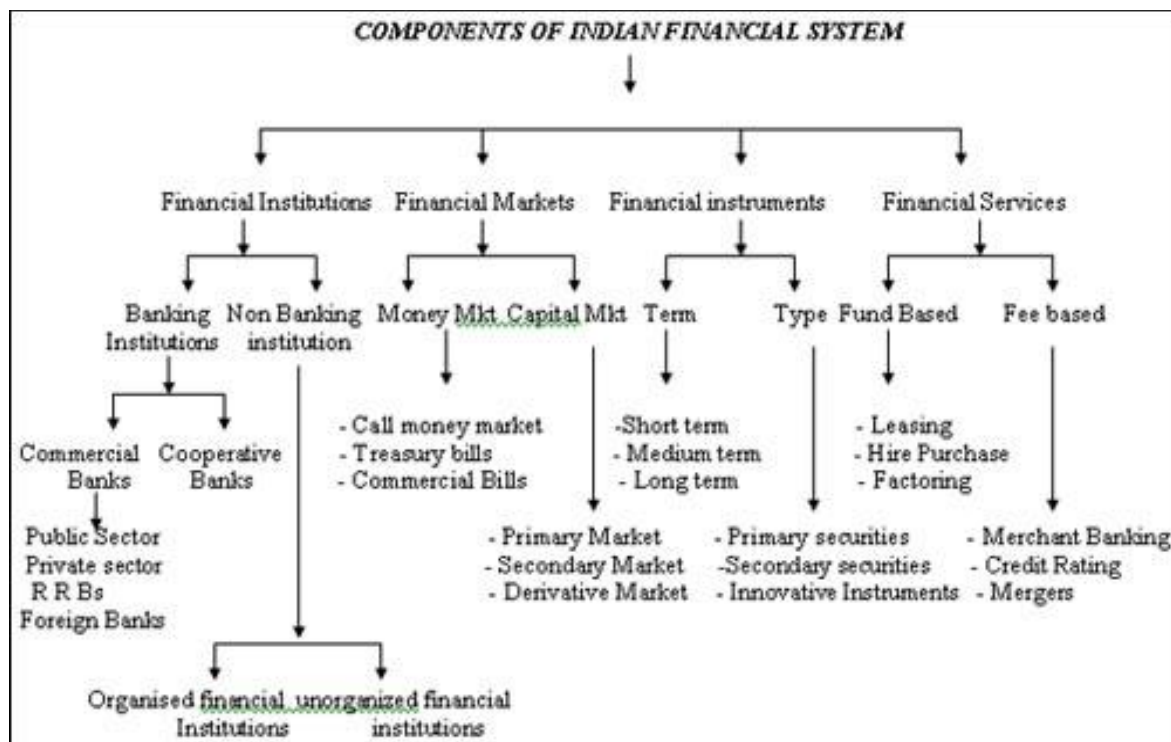 COMPONENTS OF INDIAN FINANCIAL SYSTEM
Financial Institutions
Financial Markets
Financial instruments
Financial Services
Banking
Institutions
Non Banking
institution
Money Mkt
Capital Mkt
Term
Type
Fund Based
Fee based
Commercial
Banks
Cooperative
Banks
Public Sector
Private sector
R R Bs
Foreign Banks
- Call money market
- Treasury bills
- Commercial Bills
- Primary Market
- Secondary Market
- Derivative Market
-Short term
- Medium term
- Long term
- Primary securities
-Secondary securities
- Innovative Instruments
- Leasing
- Hire Purchase
- Factoring
- Merchant Banking
- Credit Rating
- Mergers
Organised financial
Institutions
unorganized financial
institutions